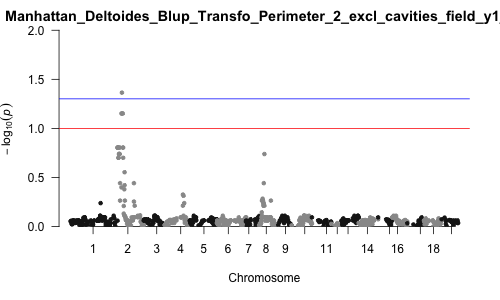 Manhattan_Deltoides_Blup_Transfo_Perimeter_2_excl_cavities_field_y1_
2.0
1.5
1.0
0.5
0.0
− log10(p)
1 2 3 4 5 6 7 8 9 11 14 16 18
Chromosome